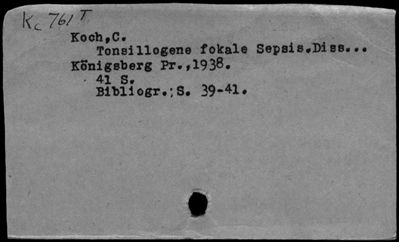 Kc 761 T
Koch,C.
Tonsillogene fokale Sepsis.Diss...
Königsberg Pr.,1938.
41 S.
Bibliogr.:S. 39-41.